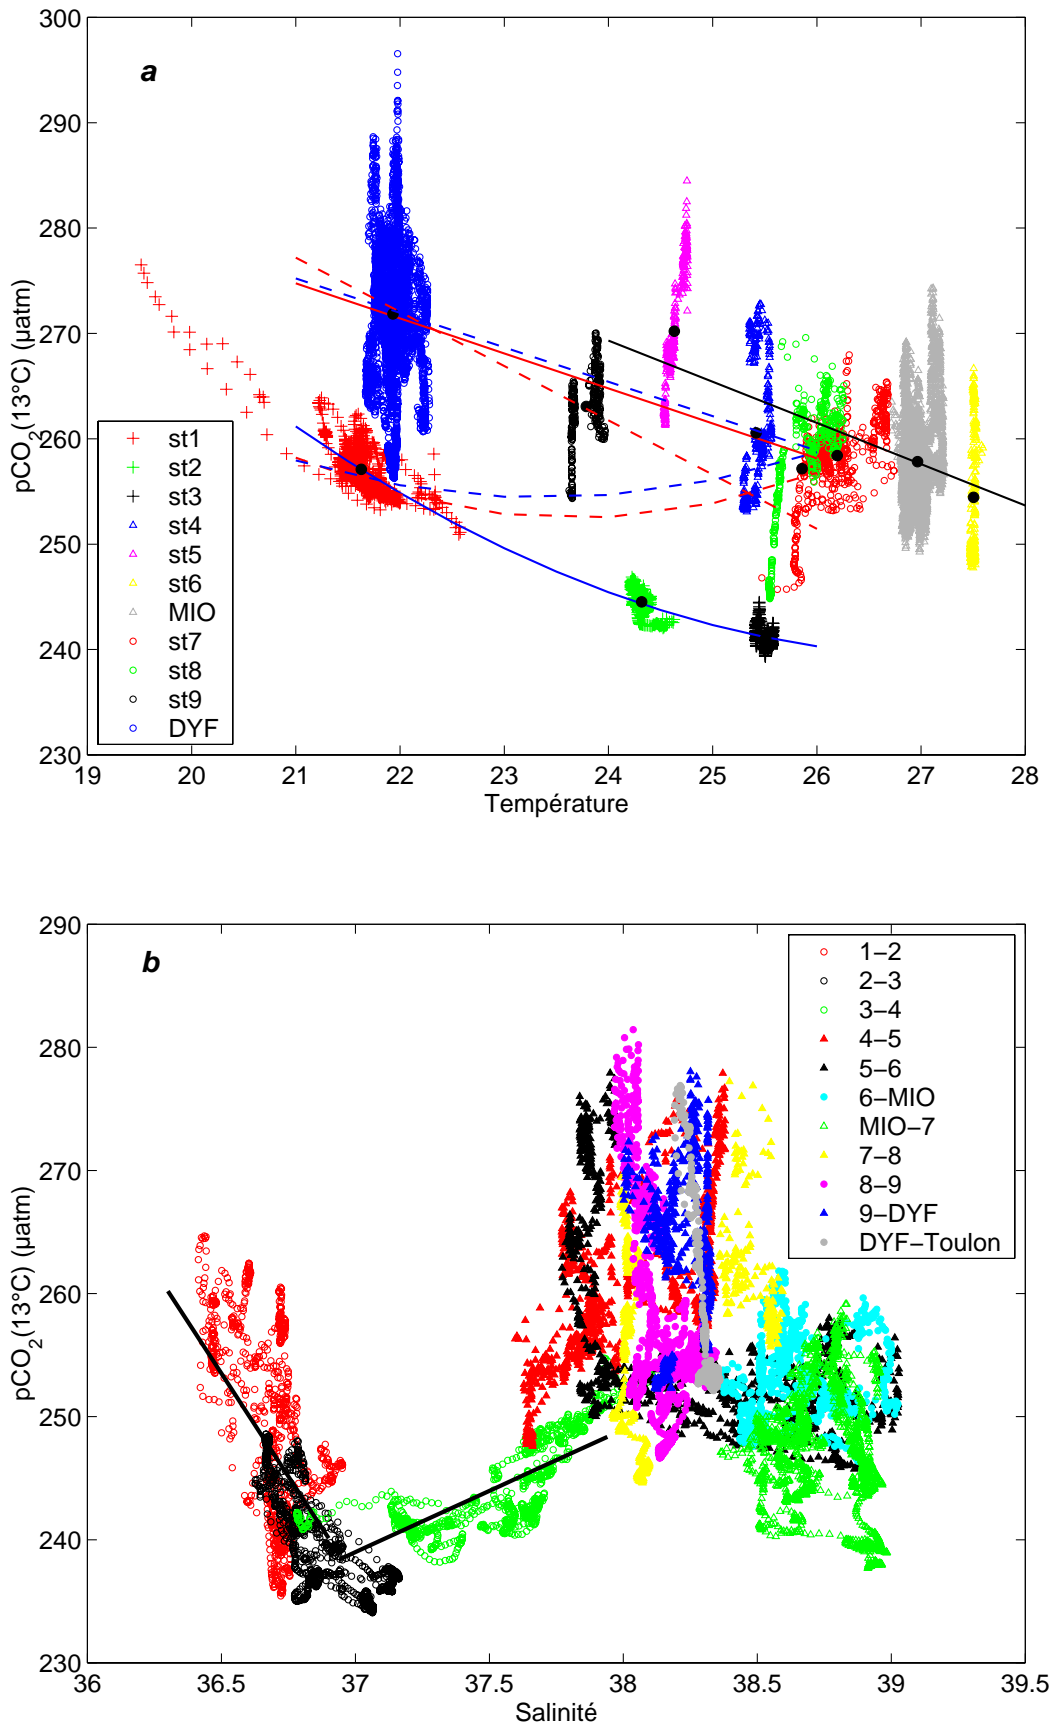 300
290
280
270
260
250
240
230
pCO2(13°C) (µatm)
a
st1
st2
st3
st4
st5
st6
MIO
st7
st8
st9
DYF
19 20 21 22 23 24 25 26 27 28
Température
290
280
270
260
250
240
230
pCO2(13°C) (µatm)
b
1−2
2−3
3−4
4−5
5−6
6−MIO
MIO−7
7−8
8−9
9−DYF
DYF−Toulon
36 36.5 37 37.5 38 38.5 39 39.5
Salinité